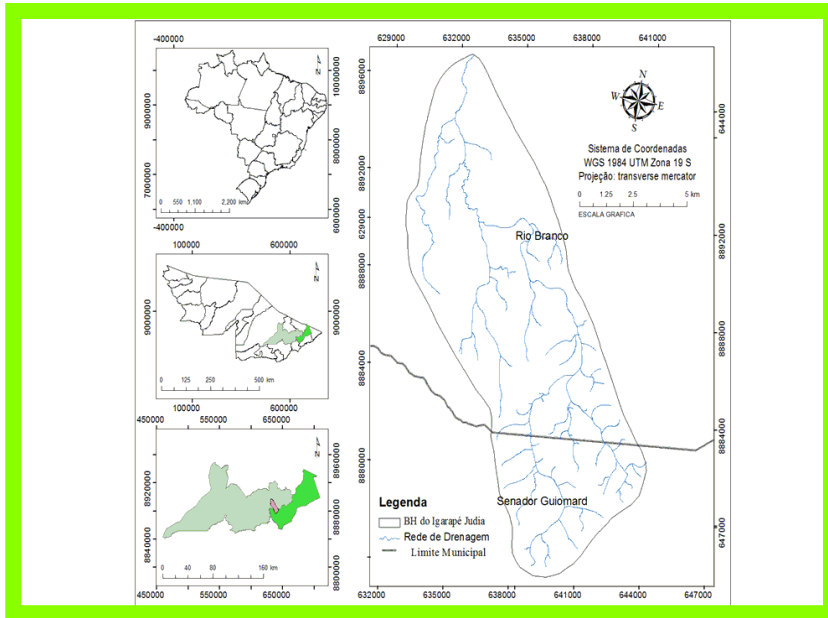 -400000
N
10000000
9000000
8000000
7000000
6000000
0 550 1,100 2,200 km
-400000
100000 600000
N
9000000 9000000
0 125 250 500 km
100000 600000
450000 550000 650000
N
8960000
8920000
8880000
8840000
8800000
0 40 80 160 km
450000 550000 650000
629000 632000 635000 638000 641000
8896000
8892000
629000
8888000
8884000
8880000
N
W E
S
644000
8892000
8888000
8884000
647000
Sistema de Coordenadas
WGS 1984 UTM Zona 19 S
Projeção: transverse mercator
0 1.25 2.5 5 km
ESCALA GRAFICA
Rio Branco
Senador Guiomard
Legenda
BH do Igarapé Judia
Rede de Drenagem
Limite Municipal
632000 635000 638000 641000 644000 647000